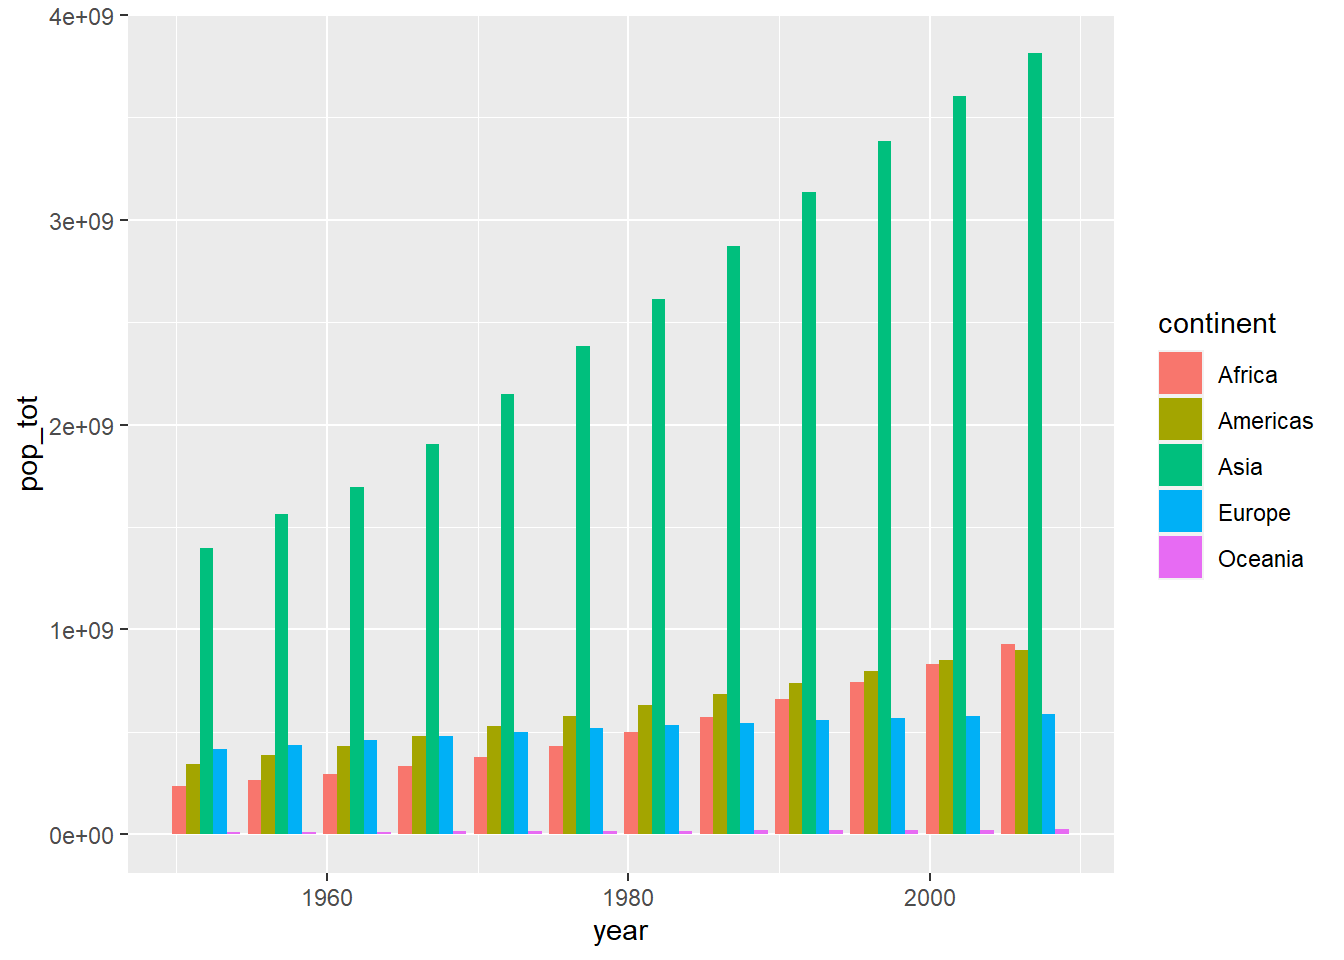 4e+09
3e+09
2e+09
1e+09
0e+00
pop_tot
1960 1980 2000
year
continent
Africa
Americas
Asia
Europe
Oceania